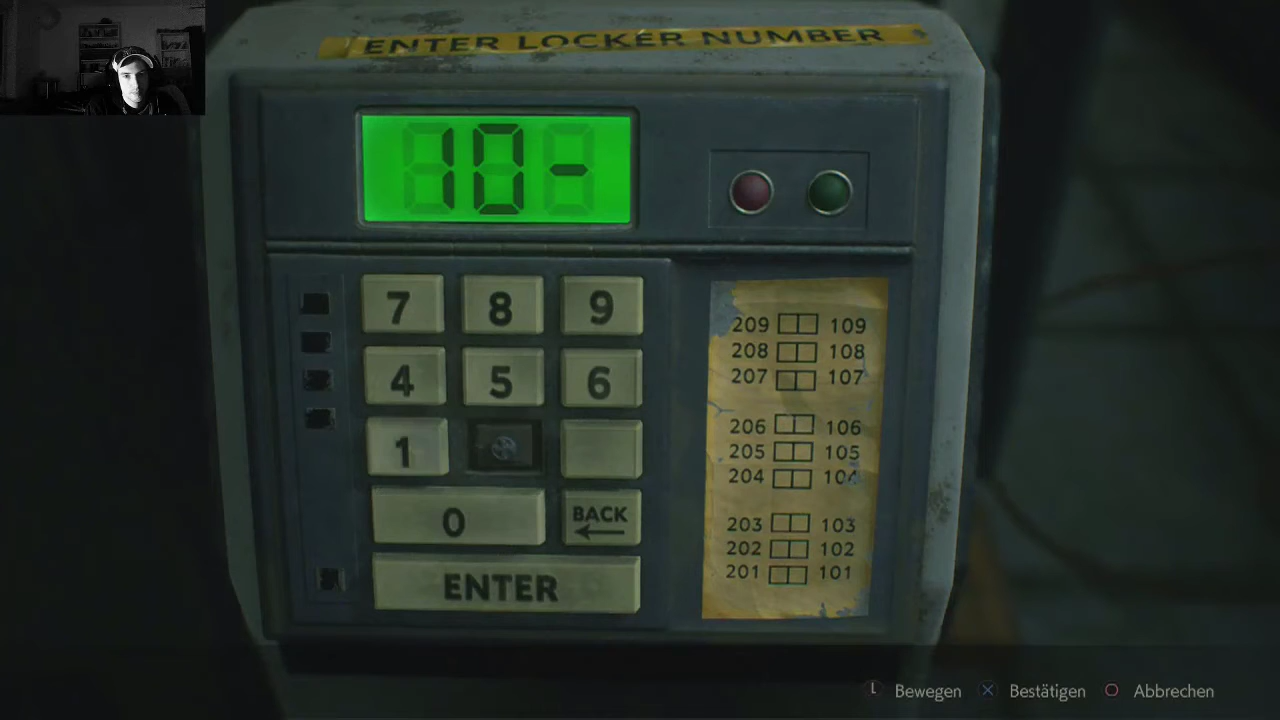 ENTER LOCKER NUMBER
10-
7 8 9
4 5 6
1
0 BACK
ENTER
209 109
208 108
207 107
206 106
205 105
204 104
203 103
202 102
201 101
L Bewegen X Bestätigen O Abbrechen